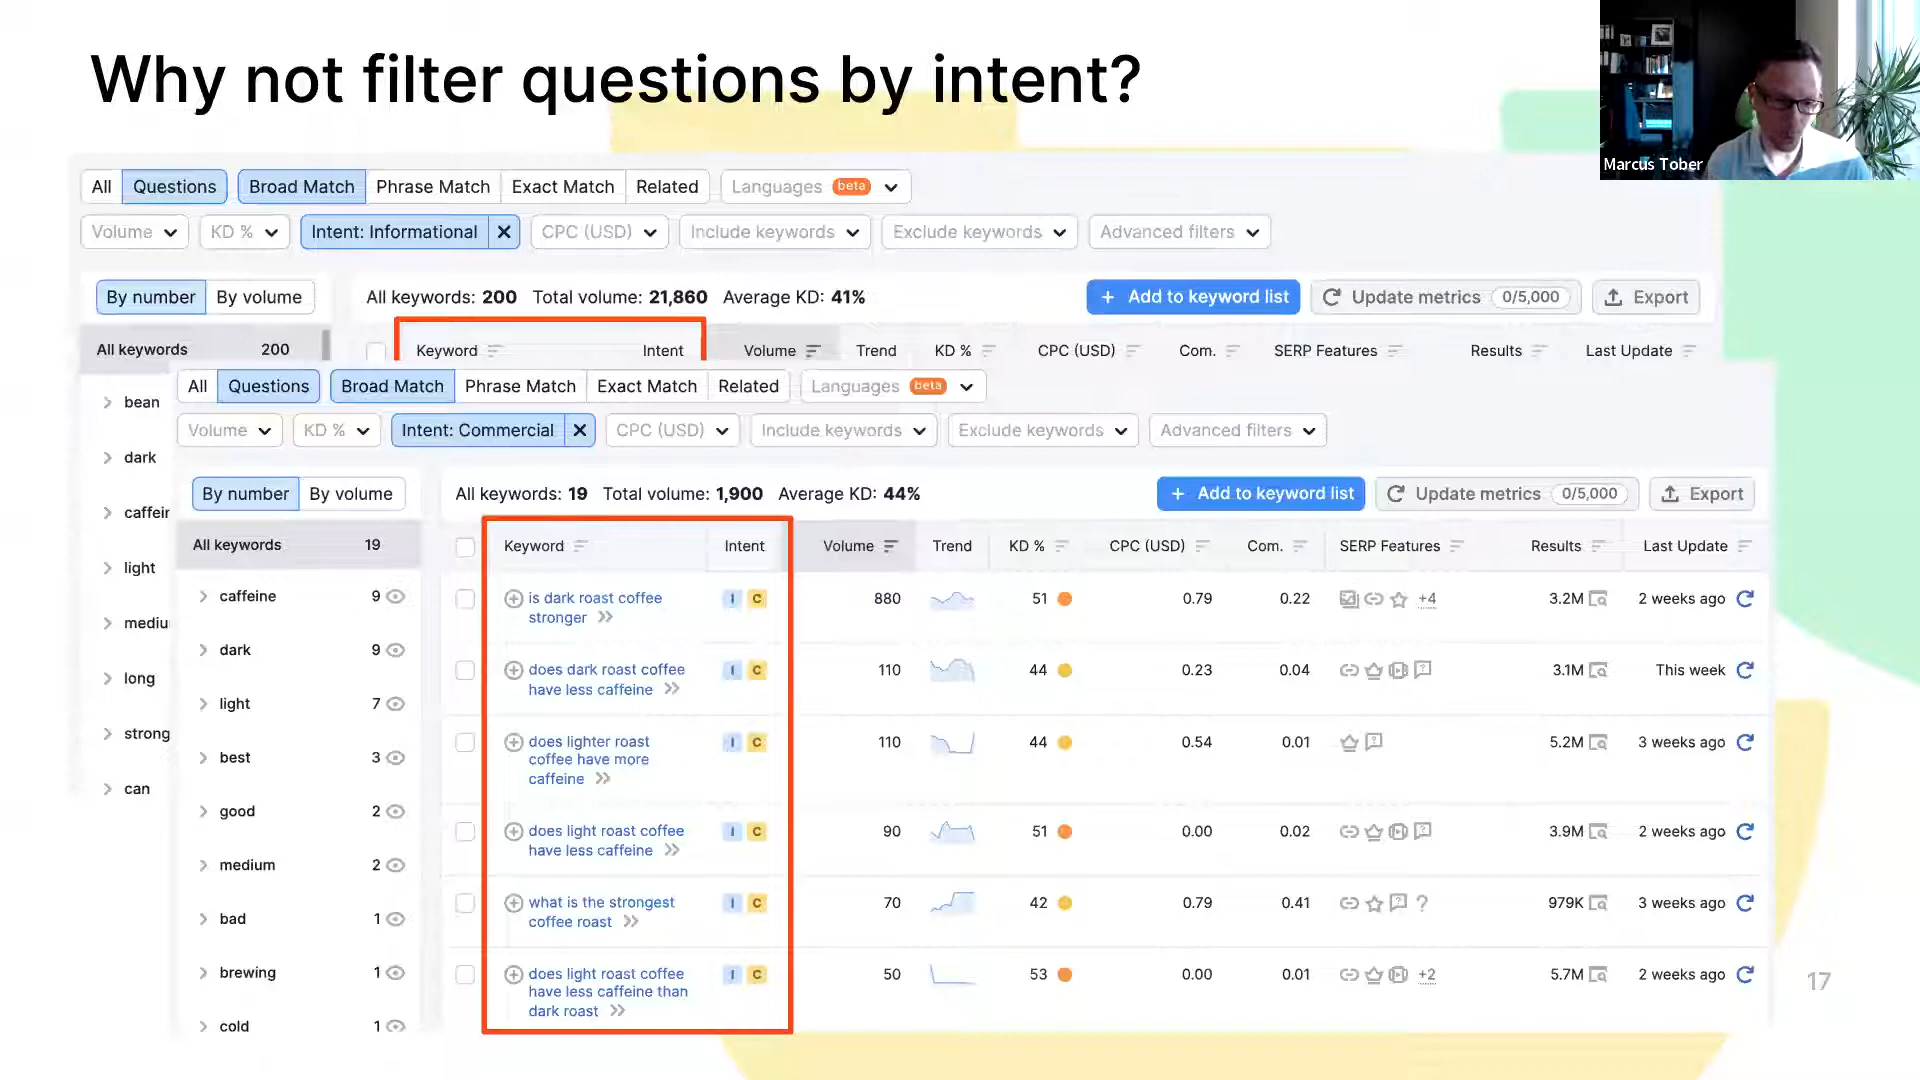 Why not filter questions by intent?
Marcus Tober
All Questions Broad Match Phrase Match Exact Match Related Languages beta
Volume KD % Intent: Informational CPC (USD) Include keywords Exclude keywords Advanced filters
By number By volume All keywords: 200 Total volume: 21,860 Average KD: 41% + Add to keyword list Update metrics 0/5,000 Export
All keywords 200 Keyword Intent Volume Trend KD % CPC (USD) Com. SERP Features Results Last Update
bean
dark
caffein
light
mediu
long
strong
can
All Questions Broad Match Phrase Match Exact Match Related Languages beta
Volume KD % Intent: Commercial CPC (USD) Include keywords Exclude keywords Advanced filters
By number By volume All keywords: 19 Total volume: 1,900 Average KD: 44% + Add to keyword list Update metrics 0/5,000 Export
All keywords 19
caffeine 9
dark 9
light 7
best 3
good 2
medium 2
bad 1
brewing 1
cold 1
Keyword Intent Volume Trend KD % CPC (USD) Com. SERP Features Results Last Update
is dark roast coffee I C 880 51 0.79 0.22 +4 3.2M 2 weeks ago
stronger
does dark roast coffee I C 110 44 0.23 0.04 3.1M This week
have less caffeine
does lighter roast I C 110 44 0.54 0.01 5.2M 3 weeks ago
coffee have more
caffeine
does light roast coffee I C 90 51 0.00 0.02 3.9M 2 weeks ago
have less caffeine
what is the strongest I C 70 42 0.79 0.41 979K 3 weeks ago
coffee roast
does light roast coffee I C 50 53 0.00 0.01 +2 5.7M 2 weeks ago
have less caffeine than
dark roast
17